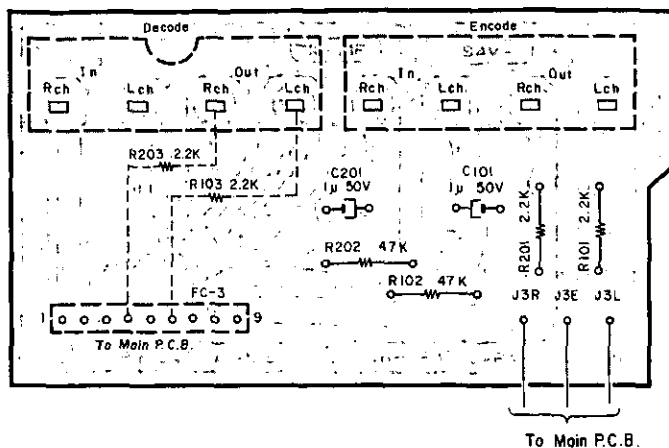 Decode
Encode
In
Out
In
Out
Rch
Lch
Rch
Lch
Rch
Lch
Rch
Lch
R203 2.2K
R103 2.2K
C201
1μ 50V
C101
1μ 50V
R202 47K
R102 47K
R201 2.2K
R101 2.2K
FC-3
1
9
To Main P.C.B.
J3R J3E J3L
To Main P.C.B.